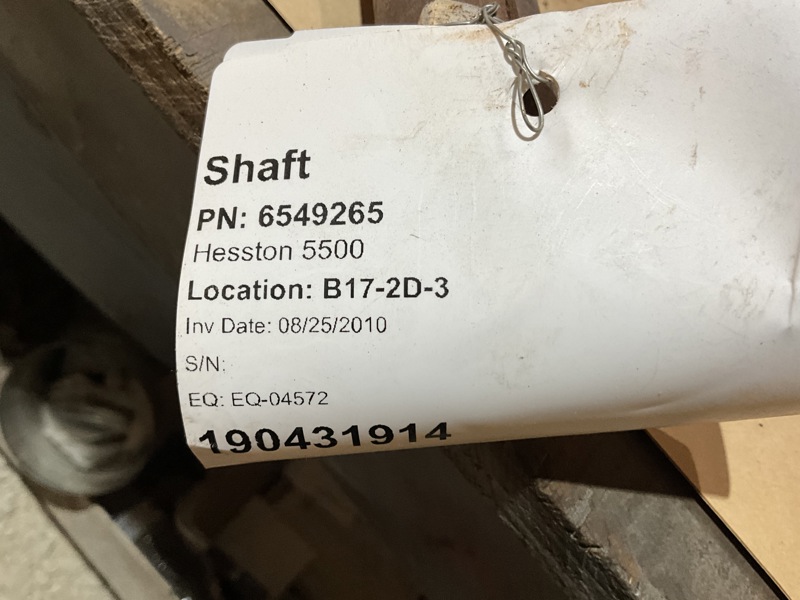 Shaft
PN: 6549265
Hesston 5500
Location: B17-2D-3
Inv Date: 08/25/2010
S/N:
EQ: EQ-04572
190431914